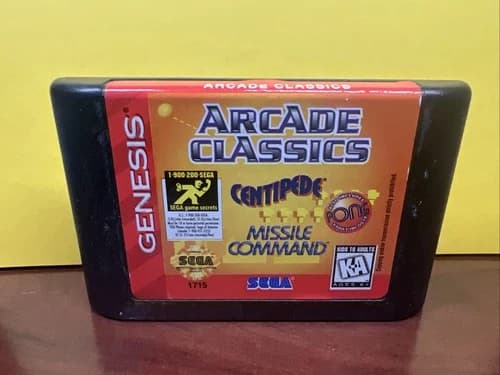 ARCADE CLASSICS
GENESIS
ARCADE
CLASSICS
1-900-200-SEGA
SEGA game secrets
CENTIPEDE
PONG
MISSILE
COMMAND
SEGA
1715
SEGA
KIDS TO ADULTS
K-A
AGES 6+